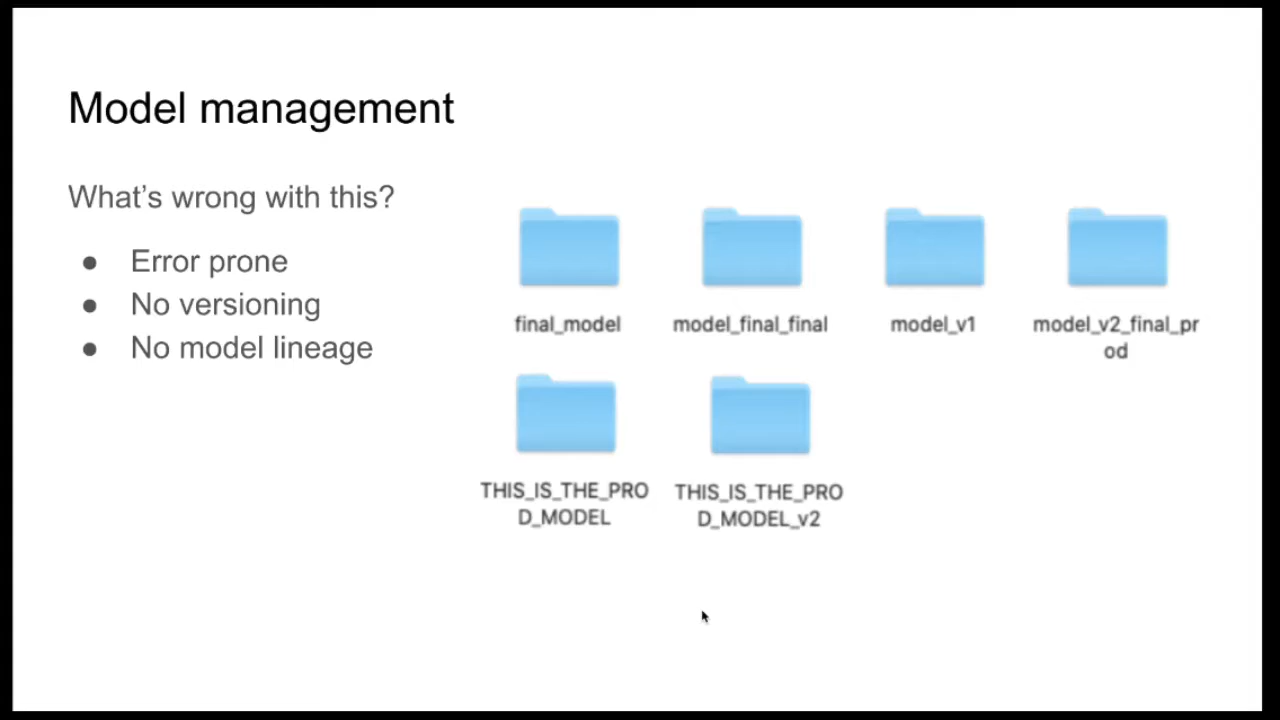 Model management
What's wrong with this?
● Error prone
● No versioning
● No model lineage
final_model
model_final_final
model_v1
model_v2_final_pr
od
THIS_IS_THE_PRO
D_MODEL
THIS_IS_THE_PRO
D_MODEL_v2